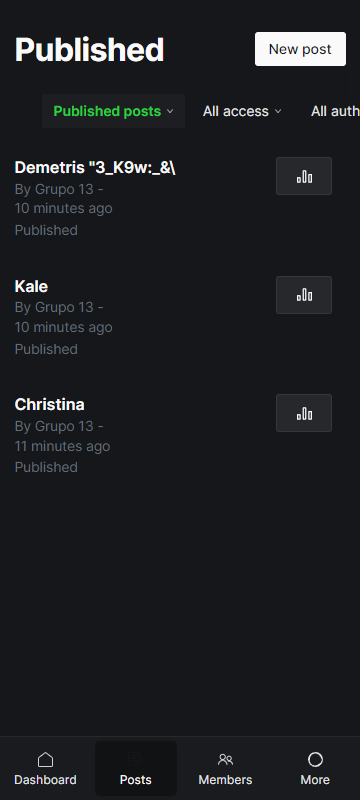 Published
New post
Published posts
All access
All auth
Demetris "3_K9w:_&\
By Grupo 13 -
10 minutes ago
Published
Kale
By Grupo 13 -
10 minutes ago
Published
Christina
By Grupo 13 -
11 minutes ago
Published
Dashboard
Posts
Members
More